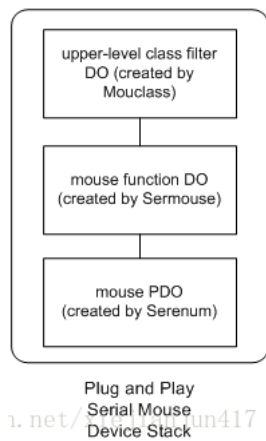 upper-level class filter
DO (created by
Mouclass)
mouse function DO
(created by Sermouse)
mouse PDO
(created by Serenum)
Plug and Play
Serial Mouse
Device Stack